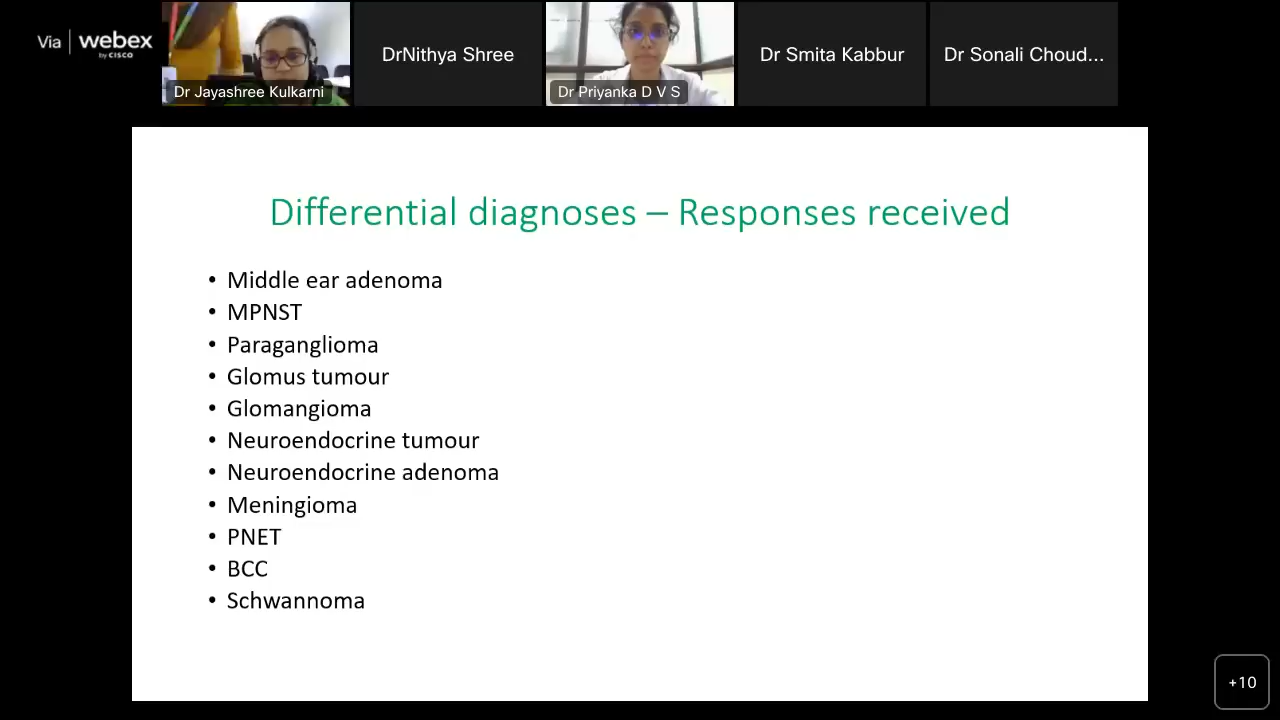 Via webex
by CISCO
Dr Jayashree Kulkarni
DrNithya Shree
Dr Priyanka D V S
Dr Smita Kabbur
Dr Sonali Choud...
Differential diagnoses – Responses received
• Middle ear adenoma
• MPNST
• Paraganglioma
• Glomus tumour
• Glomangioma
• Neuroendocrine tumour
• Neuroendocrine adenoma
• Meningioma
• PNET
• BCC
• Schwannoma
+10